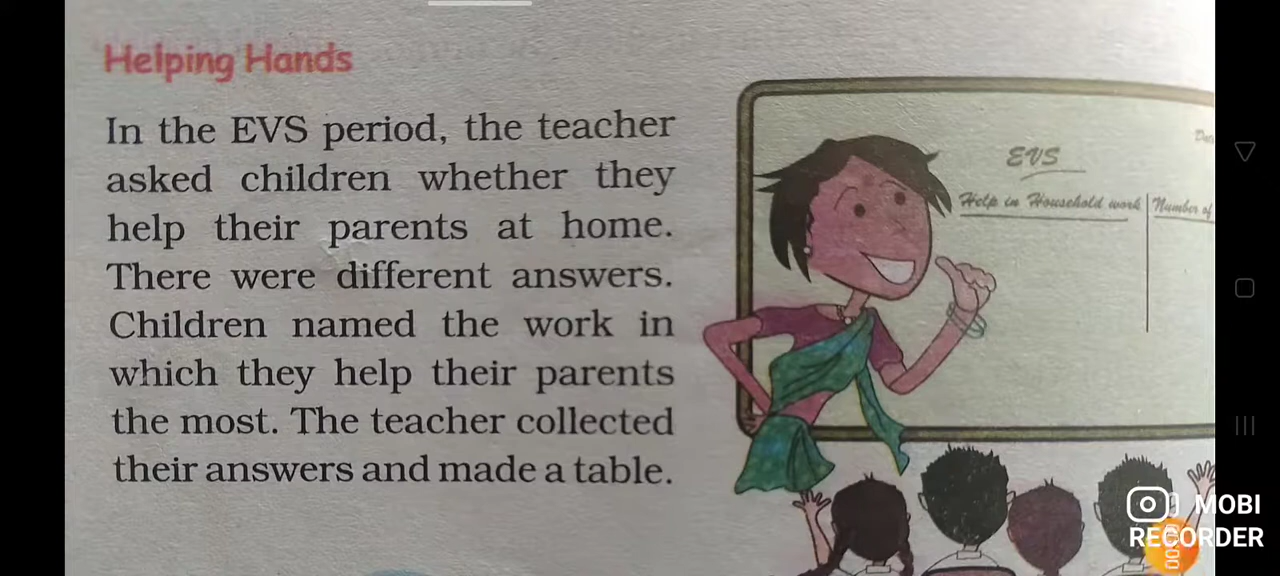 Helping Hands
In the EVS period, the teacher
asked children whether they
help their parents at home.
There were different answers.
Children named the work in
which they help their parents
the most. The teacher collected
their answers and made a table.
EVS
Help in Household work
Number of
MOBI
RECORDER